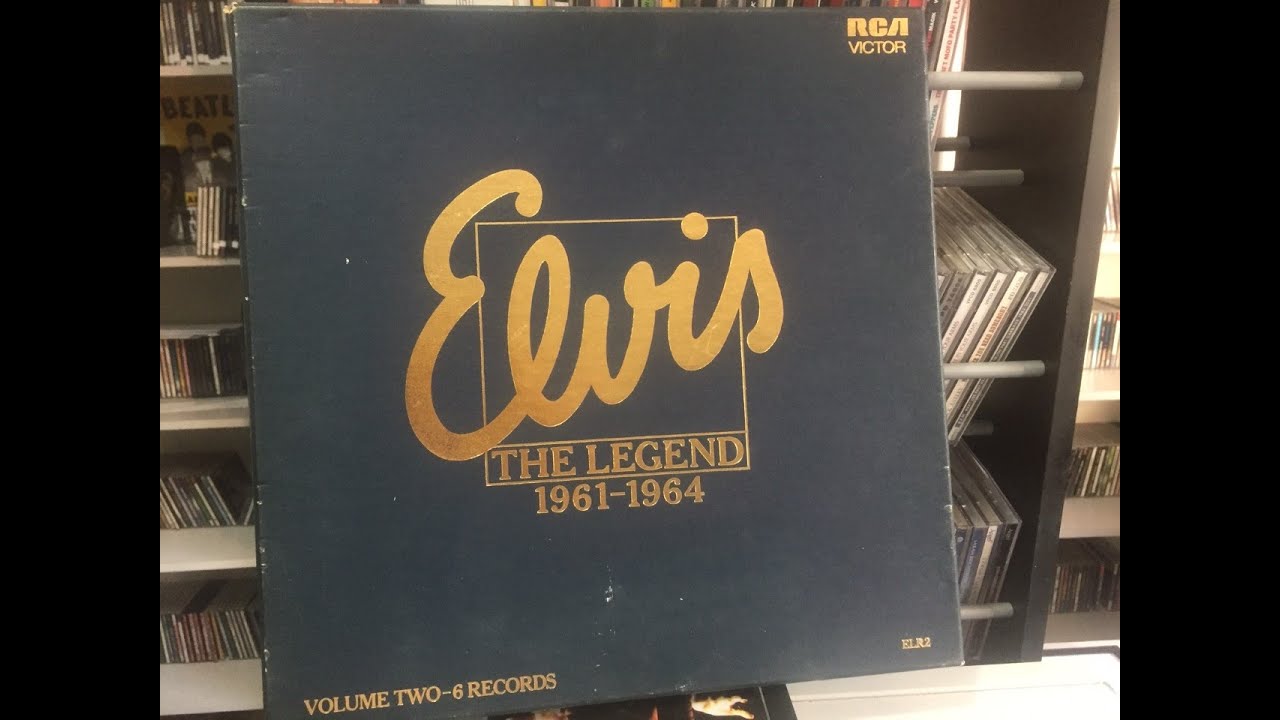 RCA
VICTOR
BEATL
Elvis
THE LEGEND
1961-1964
ELR2
VOLUME TWO-6 RECORDS